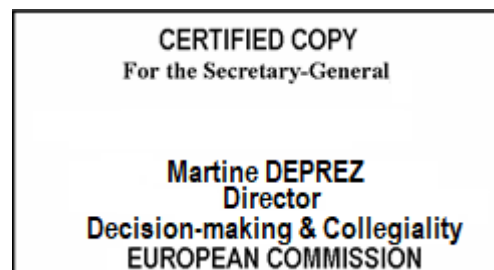 CERTIFIED COPY
For the Secretary-General
Martine DEPREZ
Director
Decision-making & Collegiality
EUROPEAN COMMISSION